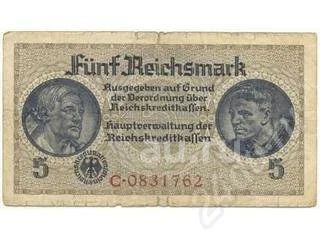 Fünf Reichsmark
Ausgegeben auf Grund
der Verordnung über
Reichskreditkassen
Hauptverwaltung der
Reichskreditkassen
5 5
C·0831762